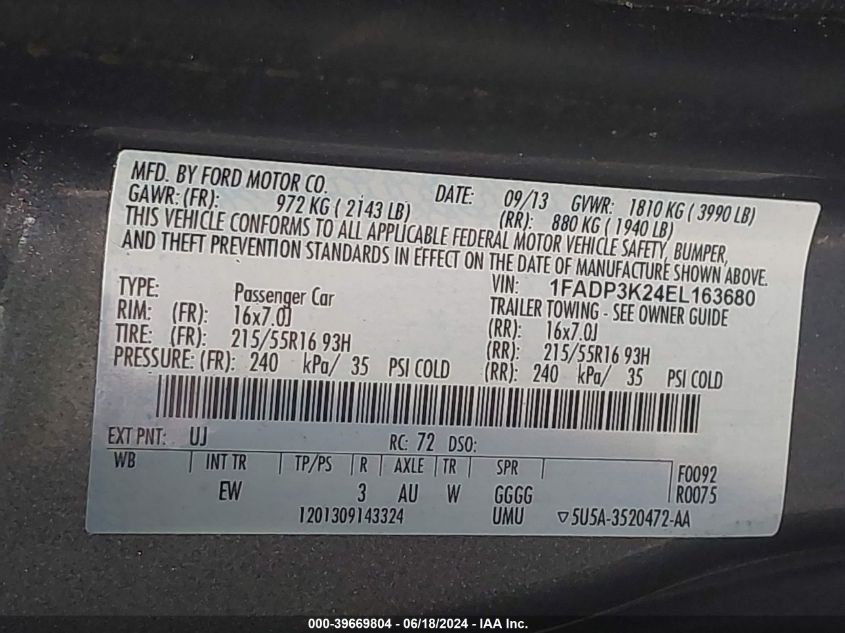 MFD. BY FORD MOTOR CO. DATE: 09/13 GVWR: 1810 KG ( 3990 LB)
GAWR: (FR): 972 KG ( 2143 LB) (RR): 880 KG ( 1940 LB)
THIS VEHICLE CONFORMS TO ALL APPLICABLE FEDERAL MOTOR VEHICLE SAFETY, BUMPER,
AND THEFT PREVENTION STANDARDS IN EFFECT ON THE DATE OF MANUFACTURE SHOWN ABOVE.
VIN: 1FADP3K24EL163680
TYPE: Passenger Car TRAILER TOWING - SEE OWNER GUIDE
RIM: (FR): 16x7.0J (RR): 16x7.0J
TIRE: (FR): 215/55R16 93H (RR): 215/55R16 93H
PRESSURE: (FR): 240 kPa/ 35 PSI COLD (RR): 240 kPa/ 35 PSI COLD
EXT PNT: UJ RC: 72 DSO:
WB INT TR TP/PS R AXLE TR SPR F0092
EW 3 AU W GGGG R0075
1201309143324 UMU ▽5U5A-3520472-AA
000-39669804 - 06/18/2024 - IAA Inc.